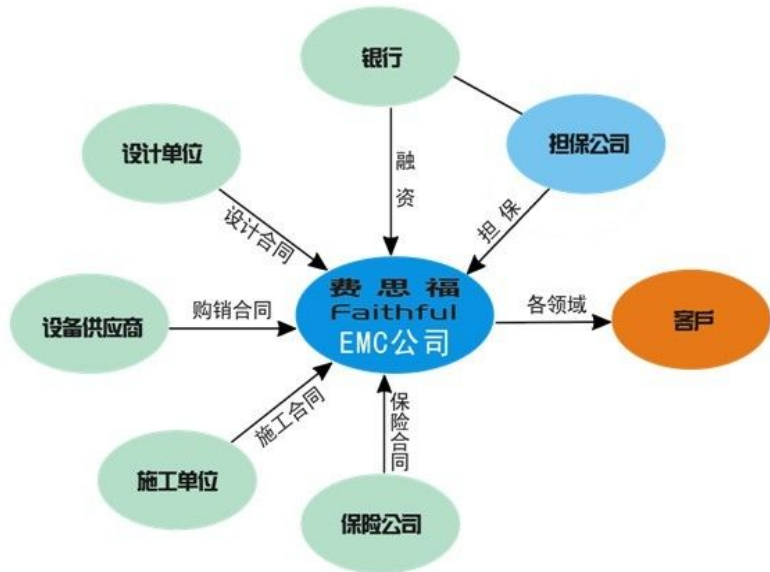 银行
担保公司
设计单位
融资
担保
设计合同
费思福
Faithful
EMC公司
设备供应商
购销合同
各领域
客戶
施工合同
保险合同
施工单位
保险公司